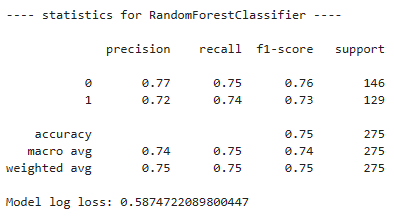 ---- statistics for RandomForestClassifier ----
precision recall f1-score support
0 0.77 0.75 0.76 146
1 0.72 0.74 0.73 129
accuracy 0.75 275
macro avg 0.74 0.75 0.74 275
weighted avg 0.75 0.75 0.75 275
Model log loss: 0.5874722089800447